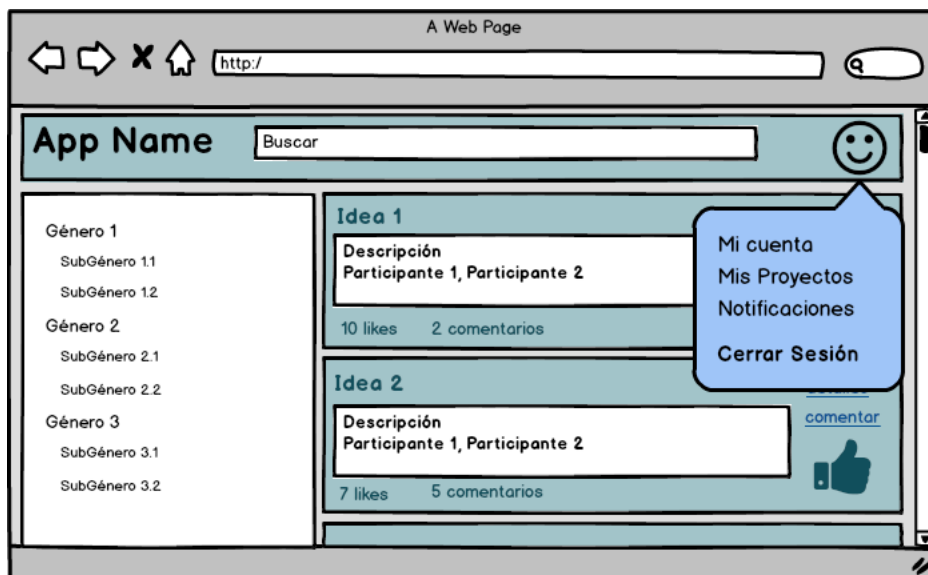 A Web Page
http:/
App Name
Buscar
Género 1
SubGénero 1.1
SubGénero 1.2
Género 2
SubGénero 2.1
SubGénero 2.2
Género 3
SubGénero 3.1
SubGénero 3.2
Idea 1
Descripción
Participante 1, Participante 2
10 likes 2 comentarios
Mi cuenta
Mis Proyectos
Notificaciones
Cerrar Sesión
Idea 2
Descripción
Participante 1, Participante 2
7 likes 5 comentarios
comentar